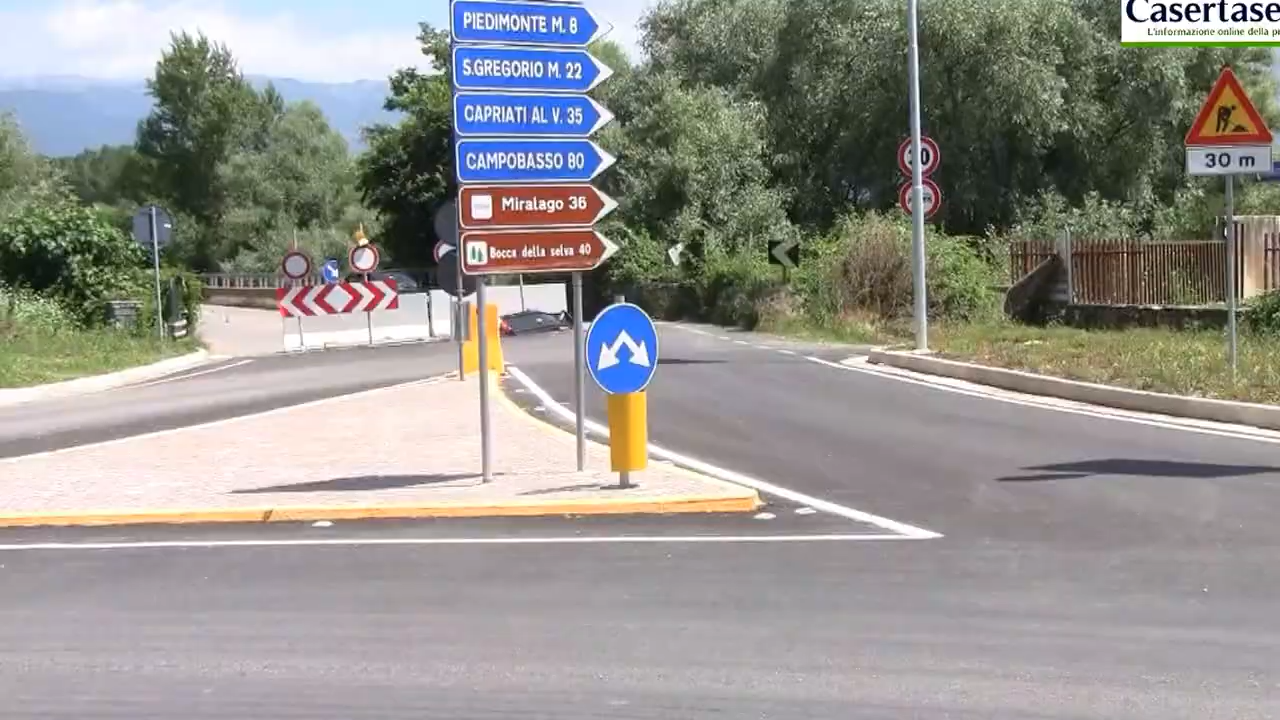 Casertase
L'informazione online della p
PIEDIMONTE M. 8
S.GREGORIO M. 22
CAPRIATI AL V. 35
CAMPOBASSO 80
Miralago 36
Bocca della selva 40
30 m